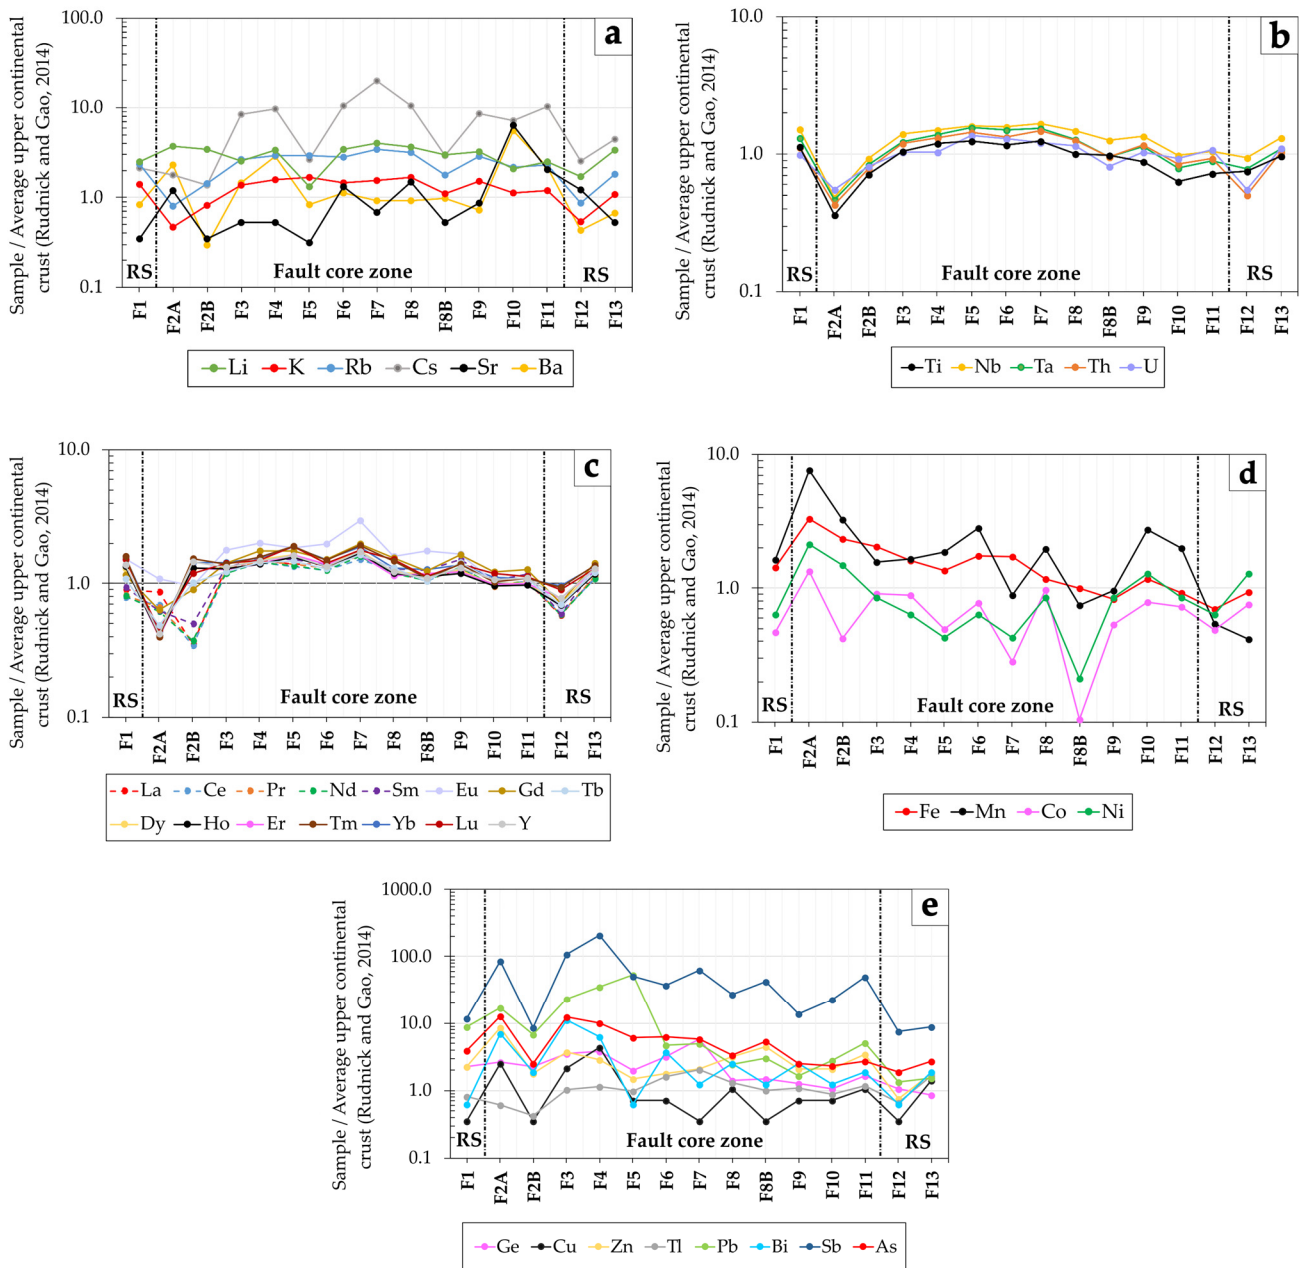 Sample / Average upper continental
crust (Rudnick and Gao, 2014)
100.0
10.0
1.0
0.1
a
RS
Fault core zone
RS
F1
F2A
F2B
F3
F4
F5
F6
F7
F8
F8B
F9
F10
F11
F12
F13
Li K Rb Cs Sr Ba
Sample / Average upper continental
crust (Rudnick and Gao, 2014)
10.0
1.0
0.1
b
RS
Fault core zone
RS
F1
F2A
F2B
F3
F4
F5
F6
F7
F8
F8B
F9
F10
F11
F12
F13
Ti Nb Ta Th U
Sample / Average upper continental
crust (Rudnick and Gao, 2014)
10.0
1.0
0.1
c
RS
Fault core zone
RS
F1
F2A
F2B
F3
F4
F5
F6
F7
F8
F8B
F9
F10
F11
F12
F13
La Ce Pr Nd Sm Eu Gd Tb
Dy Ho Er Tm Yb Lu Y
Sample / Average upper continental
crust (Rudnick and Gao, 2014)
10.0
1.0
0.1
d
RS
Fault core zone
RS
F1
F2A
F2B
F3
F4
F5
F6
F7
F8
F8B
F9
F10
F11
F12
F13
Fe Mn Co Ni
Sample / Average upper continental
crust (Rudnick and Gao, 2014)
1000.0
100.0
10.0
1.0
0.1
e
RS
Fault core zone
RS
F1
F2A
F2B
F3
F4
F5
F6
F7
F8
F8B
F9
F10
F11
F12
F13
Ge Cu Zn Tl Pb Bi Sb As